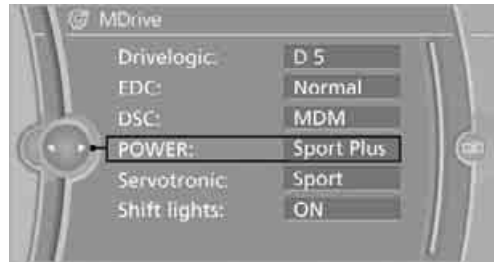 MDrive
Drivelogic: D 5
EDC: Normal
DSC: MDM
POWER: Sport Plus
Servotronic: Sport
Shift lights: ON